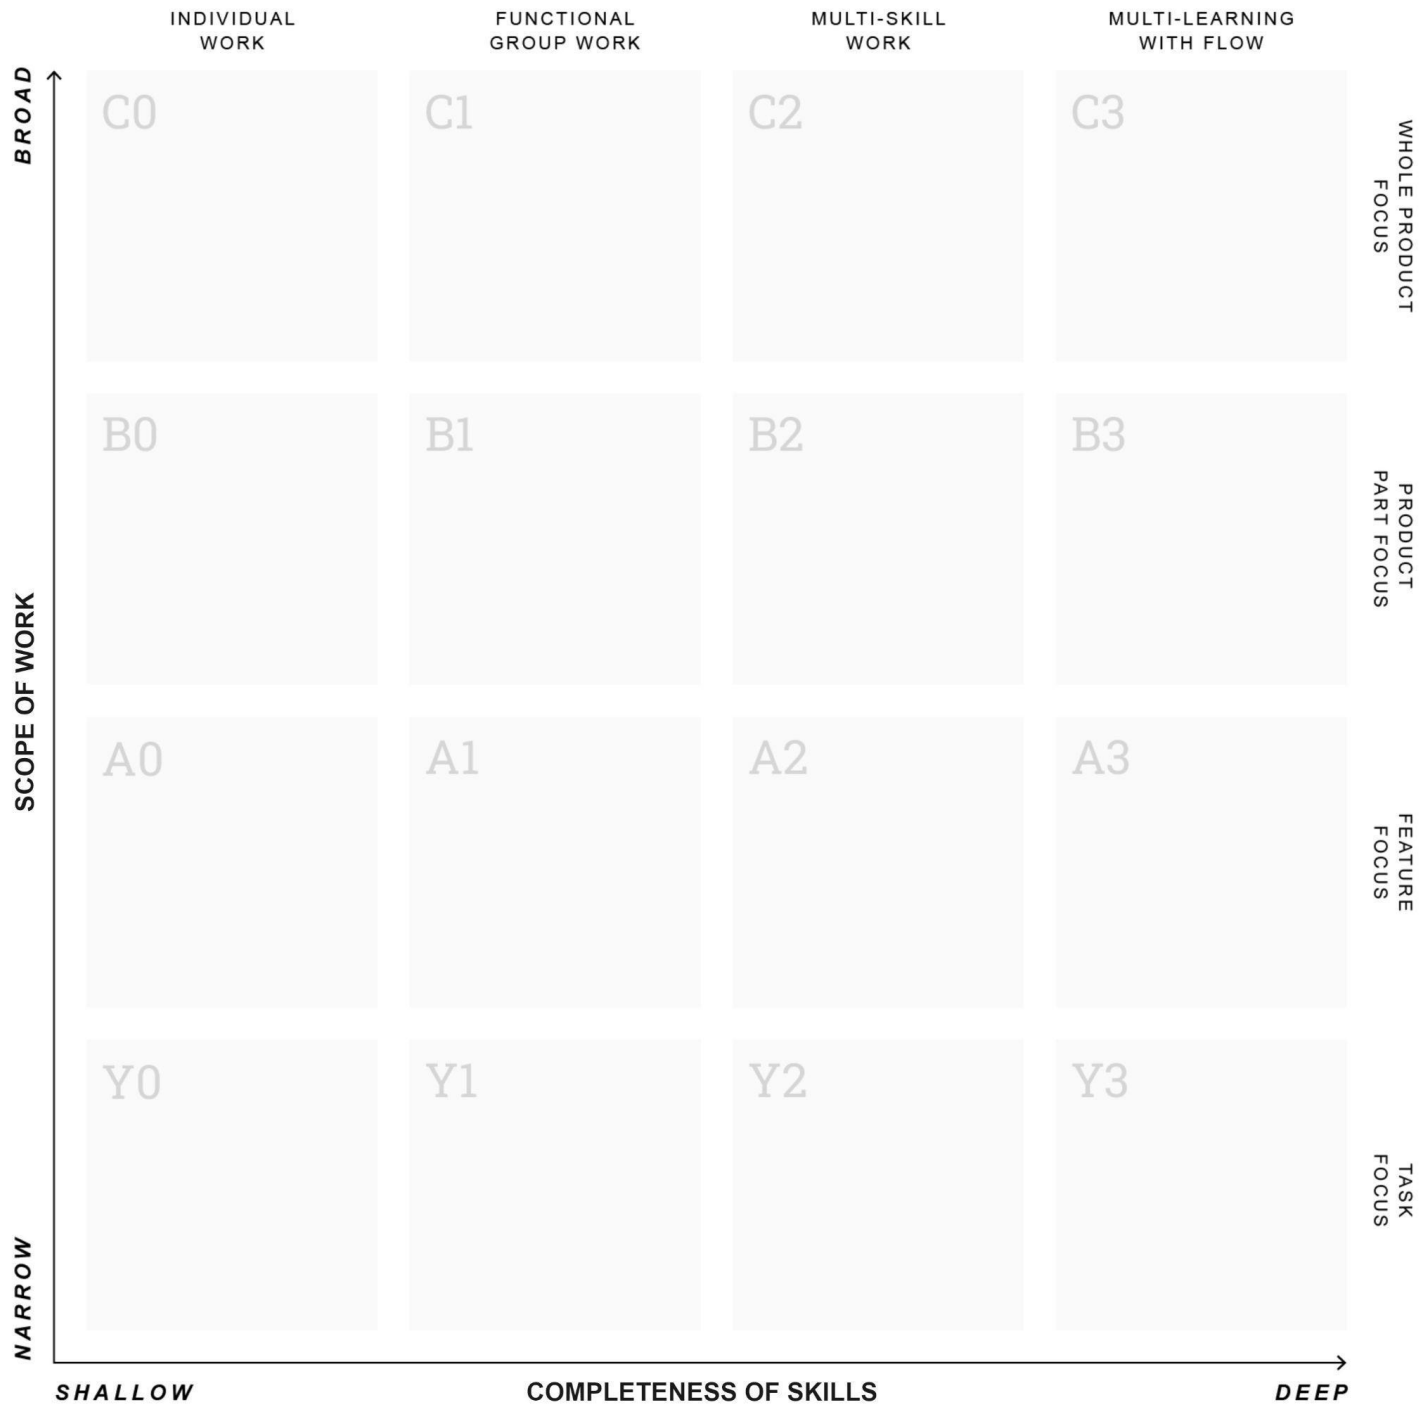 INDIVIDUAL
WORK
FUNCTIONAL
GROUP WORK
MULTI-SKILL
WORK
MULTI-LEARNING
WITH FLOW
BROAD
C0
C1
C2
C3
WHOLE PRODUCT
FOCUS
B0
B1
B2
B3
PRODUCT
PART FOCUS
SCOPE OF WORK
A0
A1
A2
A3
FEATURE
FOCUS
Y0
Y1
Y2
Y3
TASK
FOCUS
NARROW
SHALLOW
COMPLETENESS OF SKILLS
DEEP